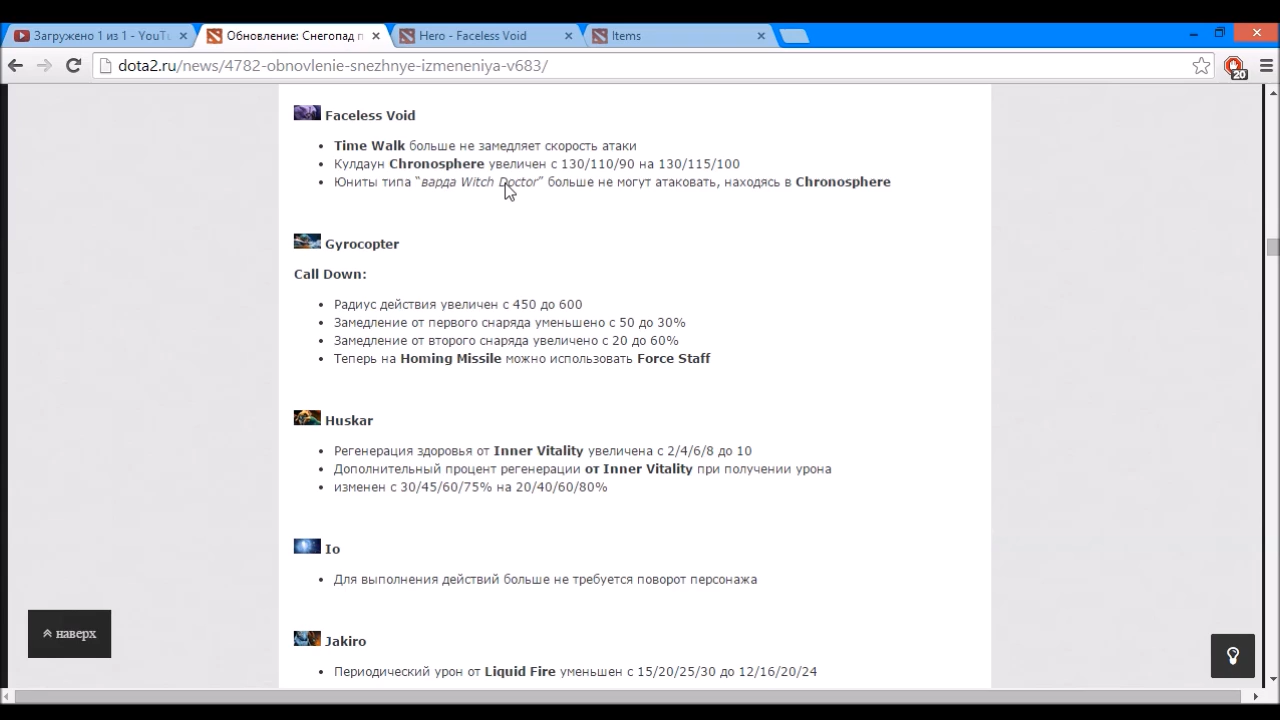 Загружено 1 из 1 - YouTu
Обновление: Снегопад п
Hero - Faceless Void
Items
dota2.ru/news/4782-obnovlenie-snezhnye-izmeneniya-v683/
20
Faceless Void
Time Walk больше не замедляет скорость атаки
Кулдаун Chronosphere увеличен с 130/110/90 на 130/115/100
Юниты типа “варда Witch Doctor” больше не могут атаковать, находясь в Chronosphere
Gyrocopter
Call Down:
Радиус действия увеличен с 450 до 600
Замедление от первого снаряда уменьшено с 50 до 30%
Замедление от второго снаряда увеличено с 20 до 60%
Теперь на Homing Missile можно использовать Force Staff
Huskar
Регенерация здоровья от Inner Vitality увеличена с 2/4/6/8 до 10
Дополнительный процент регенерации от Inner Vitality при получении урона
изменен с 30/45/60/75% на 20/40/60/80%
Io
Для выполнения действий больше не требуется поворот персонажа
наверх
Jakiro
Периодический урон от Liquid Fire уменьшен с 15/20/25/30 до 12/16/20/24